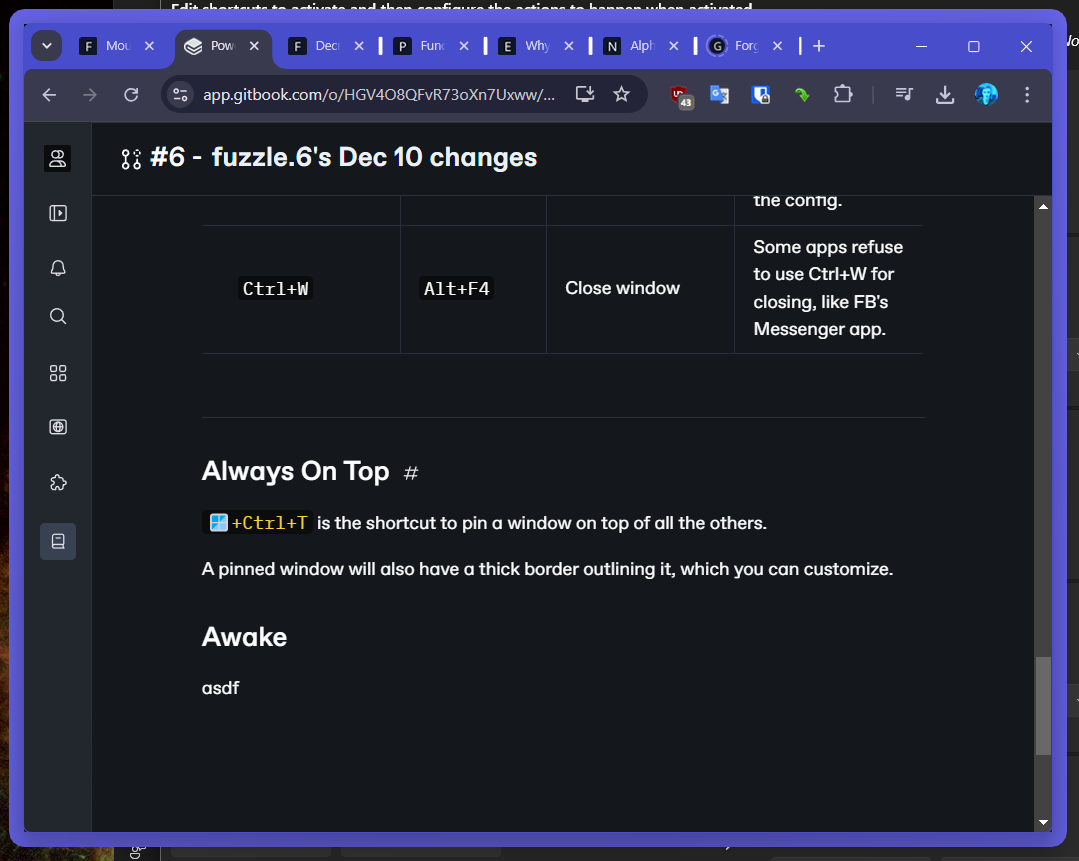 Edit shortcuts to activate and then configure the actions to happen when activated
F Mou
Pow
F Dec
P Fun
E Why
N Alph
G Forg
app.gitbook.com/o/HGV4O8QFvR73oXn7Uxww/...
43
#6 - fuzzle.6's Dec 10 changes
the config.
Ctrl+W
Alt+F4
Close window
Some apps refuse
to use Ctrl+W for
closing, like FB's
Messenger app.
Always On Top #
+Ctrl+T is the shortcut to pin a window on top of all the others.
A pinned window will also have a thick border outlining it, which you can customize.
Awake
asdf